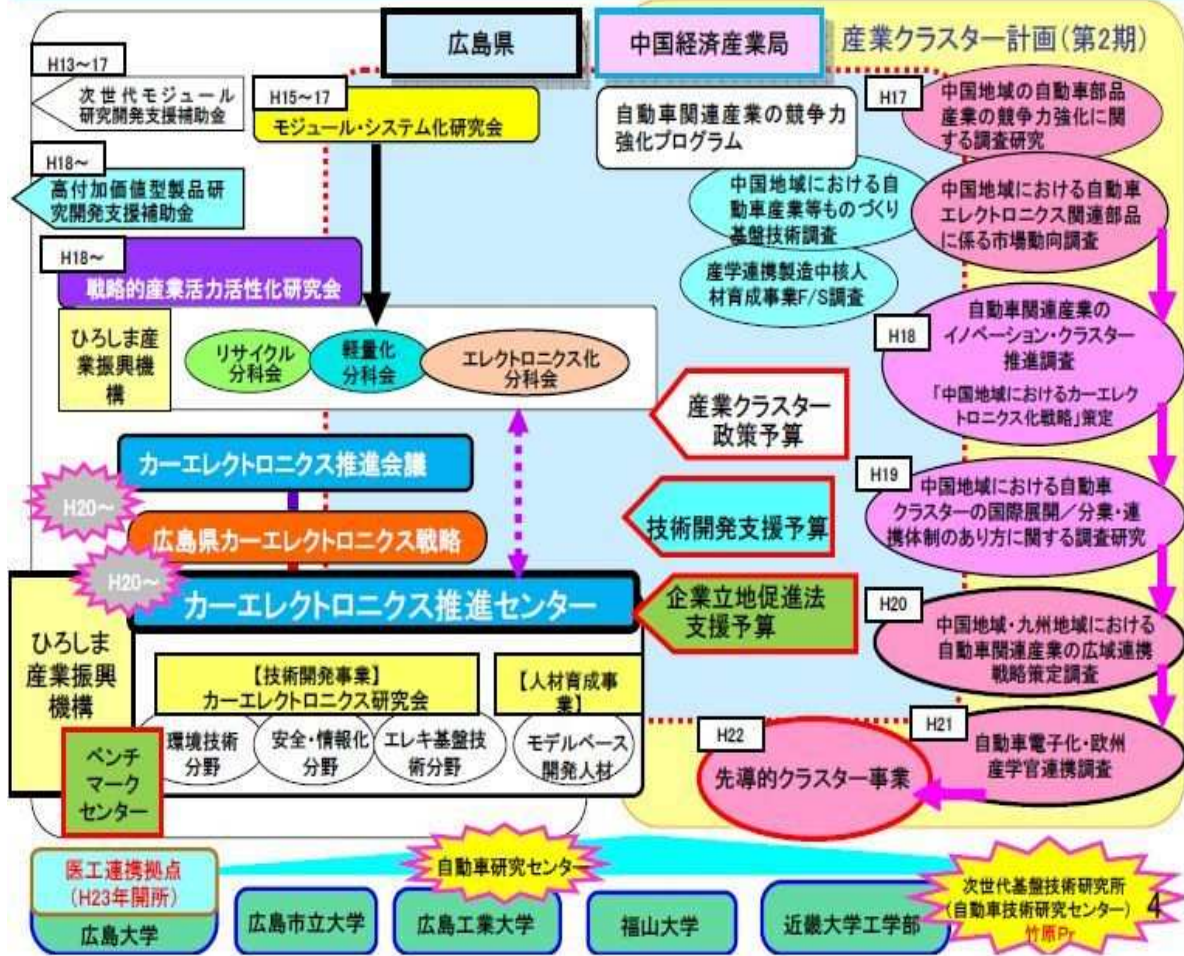 広島県
中国経済産業局
産業クラスター計画(第2期)
H13～17
次世代モジュール
研究開発支援補助金
H15～17
モジュール・システム化研究会
自動車関連産業の競争力
強化プログラム
H17
中国地域の自動車部品
産業の競争力強化に関
する調査研究
H18～
高付加価値型製品研
究開発支援補助金
中国地域における自
動車産業等ものづくり
基盤技術調査
中国地域における自動車
エレクトロニクス関連部品
に係る市場動向調査
H18～
戦略的産業活力活性化研究会
産学連携製造中核人
材育成事業F/S調査
ひろしま産
業振興機
構
リサイクル
分科会
軽量化
分科会
エレクトロニクス化
分科会
H18
自動車関連産業の
イノベーション・クラスター
推進調査
「中国地域におけるカーエレク
トロニクス化戦略」策定
産業クラスター
政策予算
カーエレクトロニクス推進会議
H20～
広島県カーエレクトロニクス戦略
技術開発支援予算
H19
中国地域における自動車
クラスターの国際展開／分業・連
携体制のあり方に関する調査研究
H20～
カーエレクトロニクス推進センター
企業立地促進法
支援予算
H20
中国地域・九州地域における
自動車関連産業の広域連携
戦略策定調査
ひろしま
産業振興
機構
【技術開発事業】
カーエレクトロニクス研究会
【人材育成事
業】
環境技術
分野
安全・情報化
分野
エレキ基盤技
術分野
モデルベース
開発人材
ベンチ
マーク
センター
H22
先導的クラスター事業
H21
自動車電子化・欧州
産学官連携調査
医工連携拠点
(H23年開所)
広島大学
自動車研究センター
広島市立大学
広島工業大学
福山大学
近畿大学工学部
次世代基盤技術研究所
(自動車技術研究センター)
竹原Pr
4